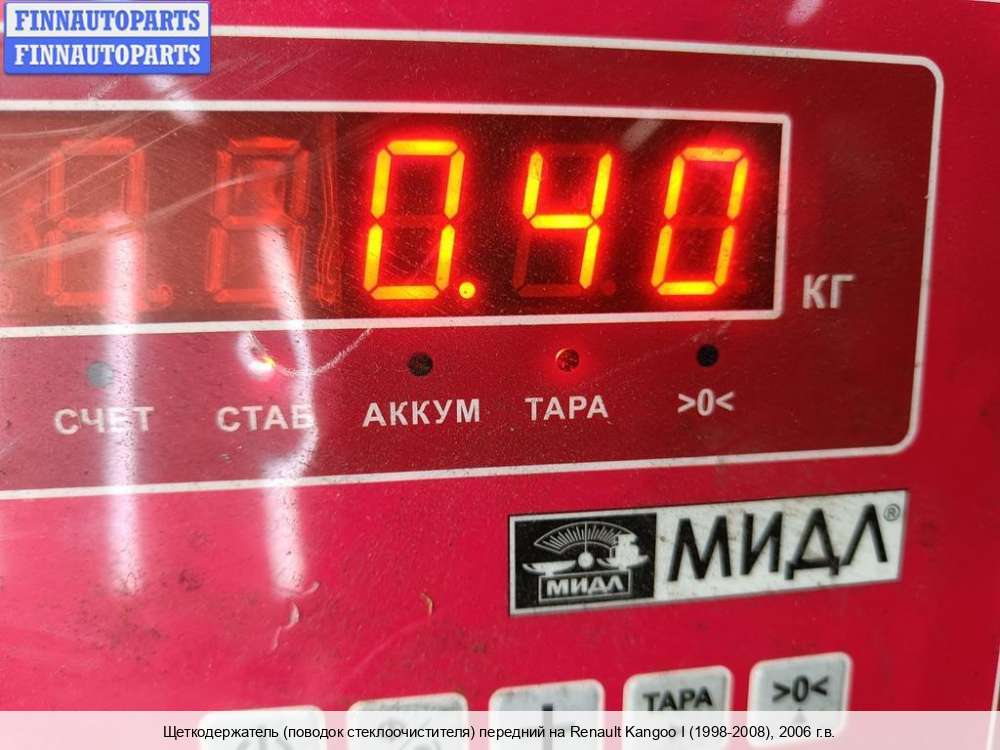 FINNAUTOPARTS
FINNAUTOPARTS
0.40
КГ
СЧЕТ СТАБ АККУМ ТАРА >0<
МИДЛ МИДЛ®
ТАРА >0<
Щеткодержатель (поводок стеклоочистителя) передний на Renault Kangoo I (1998-2008), 2006 г.в.